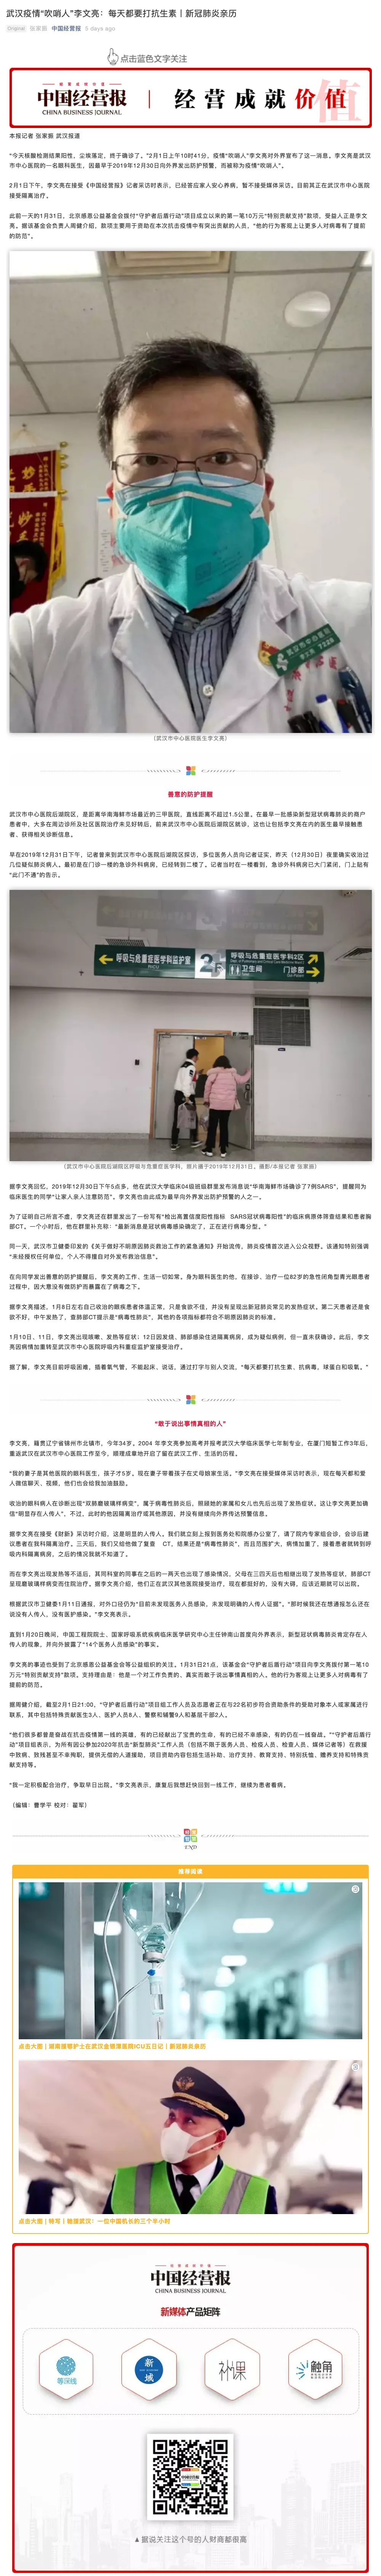 武汉疫情“吹哨人”李文亮：每天都要打抗生素丨新冠肺炎亲历
Original 张家振 中国经营报 5 days ago
点击蓝色文字关注
经营成就价值
中国经营报
CHINA BUSINESS JOURNAL
经营成就价值
值
本报记者 张家振 武汉报道
“今天核酸检测结果阳性，尘埃落定，终于确诊了。”2月1日上午10时41分，疫情“吹哨人”李文亮对外界宣布了这一消息。李文亮是武汉
市中心医院的一名眼科医生，因最早于2019年12月30日向外界发出防护预警，而被称为疫情“吹哨人”。
2月1日下午，李文亮在接受《中国经营报》记者采访时表示，已经答应家人安心养病，暂不接受媒体采访。目前其正在武汉市中心医院
接受隔离治疗。
此前一天的1月31日，北京感恩公益基金会拨付“守护者后盾行动”项目成立以来的第一笔10万元“特别贡献支持”款项，受益人正是李文
亮。据该基金会负责人周健介绍，款项主要用于资助在本次抗击疫情中有突出贡献的人员，“他的行为客观上让更多人对病毒有了提前
的防范”。
（武汉市中心医院医生李文亮）
善意的防护提醒
武汉市中心医院后湖院区，是距离华南海鲜市场最近的三甲医院，直线距离不超过1.5公里。在最早一批感染新型冠状病毒肺炎的商户
患者中，大多在周边诊所及社区医院治疗未见好转后，前来武汉市中心医院后湖院区就诊，这也让包括李文亮在内的医生最早接触患
者、获得相关诊断信息。
早在2019年12月31日下午，记者曾来到武汉市中心医院后湖院区探访，多位医务人员向记者证实，昨天（12月30日）夜里确实收治过
几位疑似肺炎病人。最初是在门诊一楼的急诊外科病房，已经转到二楼了。记者当时在一楼看到，急诊外科病房已大门紧闭，门上贴有
“此门不通”的告示。
呼吸与危重症医学科监护室
RICU
2F
呼吸与危重症医学科2区
卫生间
门诊部
（武汉市中心医院后湖院区呼吸与危重症医学科，照片摄于2019年12月31日。摄影/本报记者 张家振）
据李文亮回忆，2019年12月30日下午5点多，他在武汉大学临床04级班级群里发布消息说“华南海鲜市场确诊了7例SARS”，提醒同为
临床医生的同学“让家人亲人注意防范”。李文亮也由此成为最早向外界发出防护预警的人之一。
为了证明自己所言不虚，李文亮还在群里发出了一份写有“检出高置信度阳性指标 SARS冠状病毒阳性”的临床病原体筛查结果和患者胸
部CT。一个小时后，他在群里补充称：“最新消息是冠状病毒感染确定了，正在进行病毒分型。”
同一天，武汉市卫健委印发的《关于做好不明原因肺炎救治工作的紧急通知》开始流传，肺炎疫情首次进入公众视野。该通知特别强调
“未经授权任何单位、个人不得擅自对外发布救治信息”。
在向同学发出善意的防护提醒后，李文亮的工作、生活一切如常。身为眼科医生的他，在接诊、治疗一位82岁的急性闭角型青光眼患者
过程中，因大意没有做防护而暴露在了病毒之下。
据李文亮描述，1月8日左右自己收治的眼疾患者体温正常，只是食欲不佳，并没有呈现出新冠肺炎常见的发热症状。第二天患者还是食
欲不好，中午发热了，查肺部CT提示是“病毒性肺炎”，其他的各项指标都符合不明原因肺炎的标准。
1月10日、11日，李文亮出现咳嗽、发热等症状；12日因发烧、肺部感染住进隔离病房，成为疑似病例，但一直未获确诊。此后，李文
亮因病情加重转至武汉市中心医院呼吸内科重症监护室接受治疗。
据了解，李文亮目前呼吸困难，插着氧气管，不能起床，说话，通过打字与别人交流，“每天都要打抗生素、抗病毒、球蛋白和吸氧。”
“敢于说出事情真相的人”
李文亮，籍贯辽宁省锦州市北镇市，今年34岁。2004 年李文亮参加高考并报考武汉大学临床医学七年制专业，在厦门短暂工作3年后，
重返武汉在武汉市中心医院工作至今，顺理成章地开启了留在武汉工作、生活的历程。
“我的妻子是其他医院的眼科医生，孩子才5岁。现在妻子带着孩子在丈母娘家生活。”李文亮在接受媒体采访时表示，现在每天都和爱
人微信聊天、视频，他们也会给我加油鼓励。
收治的眼科病人在诊断出现“双肺磨玻璃样病变”，属于病毒性肺炎后，照顾她的家属和女儿也先后出现了发热症状。这让李文亮更加确
信“明显存在人传人”，不过，此时的他因隔离治疗或其他原因，并没有继续向外界传达预警信息。
据李文亮在接受《财新》采访时介绍，这是明显的人传人。我们就立刻上报到医务处和院感办公室了，请了院内专家组会诊，会诊后建
议患者在我科隔离治疗。三天后，我们又给他做了复查 CT，结果还是“病毒性肺炎”，而且范围扩大，病情加重了，接着患者就转到呼
吸内科隔离病房，之后的情况我就不知道了。
而在李文亮出现发热等不适后，其同科室的同事在之后的一两天也出现了感染情况，父母在三四天后也相继出现了发热等症状，肺部CT
呈现磨玻璃样病变而住院治疗。据李文亮介绍，他们正在武汉其他医院接受治疗，现在都挺好的，没有大碍，应该近期就可以出院。
根据武汉市卫健委1月11日通报，对外口径仍为“目前未发现医务人员感染，未发现明确的人传人证据”。“那时候我还在想通报怎么还在
说没有人传人，没有医护感染。”李文亮表示。
直到1月20日晚间，中国工程院院士，国家呼吸系统疾病临床医学研究中心主任钟南山首度向外界表示，新型冠状病毒肺炎肯定存在人
传人的现象，并向外披露了“14个医务人员感染”的事实。
李文亮的事迹也受到了北京感恩公益基金会等公益组织的关注。1月31日21点，该基金会“守护者后盾行动”项目向李文亮拨付第一笔10
万元“特别贡献支持”款项。支持理由是：他是一个对工作负责的、真实而敢于说出事情真相的人。他的行为客观上让更多人对病毒有了
提前的防范。
据周健介绍，截至2月1日21:00，“守护者后盾行动”项目组工作人员及志愿者正在与22名初步符合资助条件的受助对象本人或家属进行
联系，其中包括特殊贡献医生3人、医护人员8人，警察和辅警9人和基层干部2人。
“他们很多都曾是奋战在抗击疫情第一线的英雄，有的已经献出了宝贵的生命，有的已经不幸感染，有的仍在一线奋战。”“守护者后盾行
动”项目组表示，为所有因公参加2020年抗击“新型肺炎”工作人员（包括不限于医务人员、检疫人员、检查人员、媒体记者等）在救援
中致病、致残甚至不幸殉职，提供无偿的人道援助，项目资助内容包括生活补助、治疗支持、教育支持、特别抚恤、赡养支持和特殊贡
献支持等。
“我一定积极配合治疗，争取早日出院。”李文亮表示，康复后我想赶快回到一线工作，继续为患者看病。
（编辑：曹学平 校对：翟军）
END
推荐阅读
点击大图丨湖南援鄂护士在武汉金银潭医院ICU五日记丨新冠肺炎亲历
点击大图｜特写丨驰援武汉：一位中国机长的三个半小时
经营成就价值
中国经营报
CHINA BUSINESS JOURNAL
新媒体产品矩阵
等深线
新域
社课
触角
▲据说关注这个号的人财商都很高